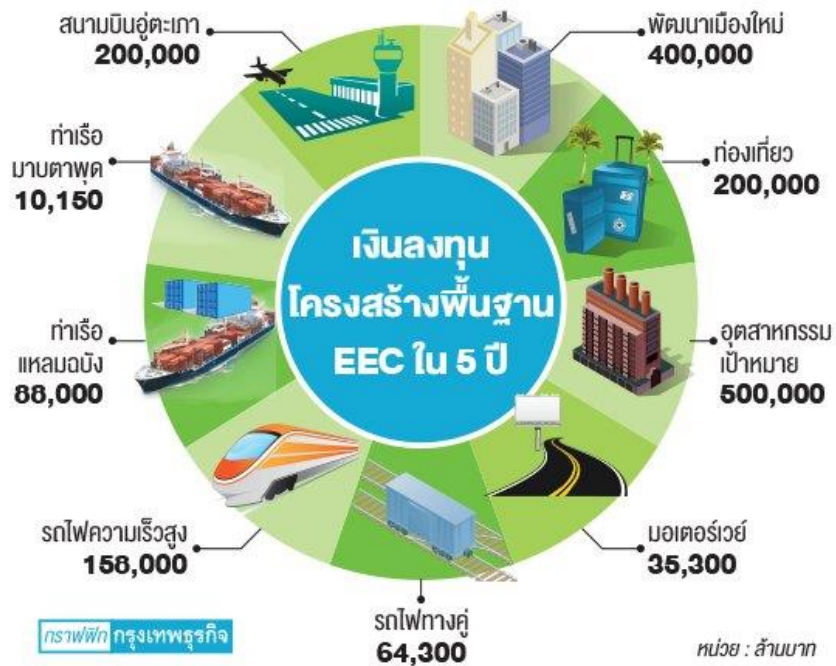 เงินลงทุน
โครงสร้างพื้นฐาน
EEC ใน 5 ปี
พัฒนาเมืองใหม่
400,000
ท่องเที่ยว
200,000
อุตสาหกรรม
เป้าหมาย
500,000
มอเตอร์เวย์
35,300
รถไฟทางคู่
64,300
รถไฟความเร็วสูง
158,000
ท่าเรือ
แหลมฉบัง
88,000
ท่าเรือ
มาบตาพุด
10,150
สนามบินอู่ตะเภา
200,000
กราฟฟิก กรุงเทพธุรกิจ
หน่วย : ล้านบาท